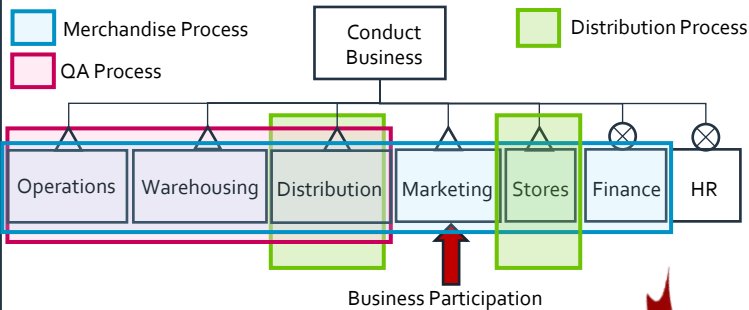 Merchandise Process
QA Process
Conduct
Business
Distribution Process
Operations
Warehousing
Distribution
Marketing
Stores
Finance
HR
Business Participation